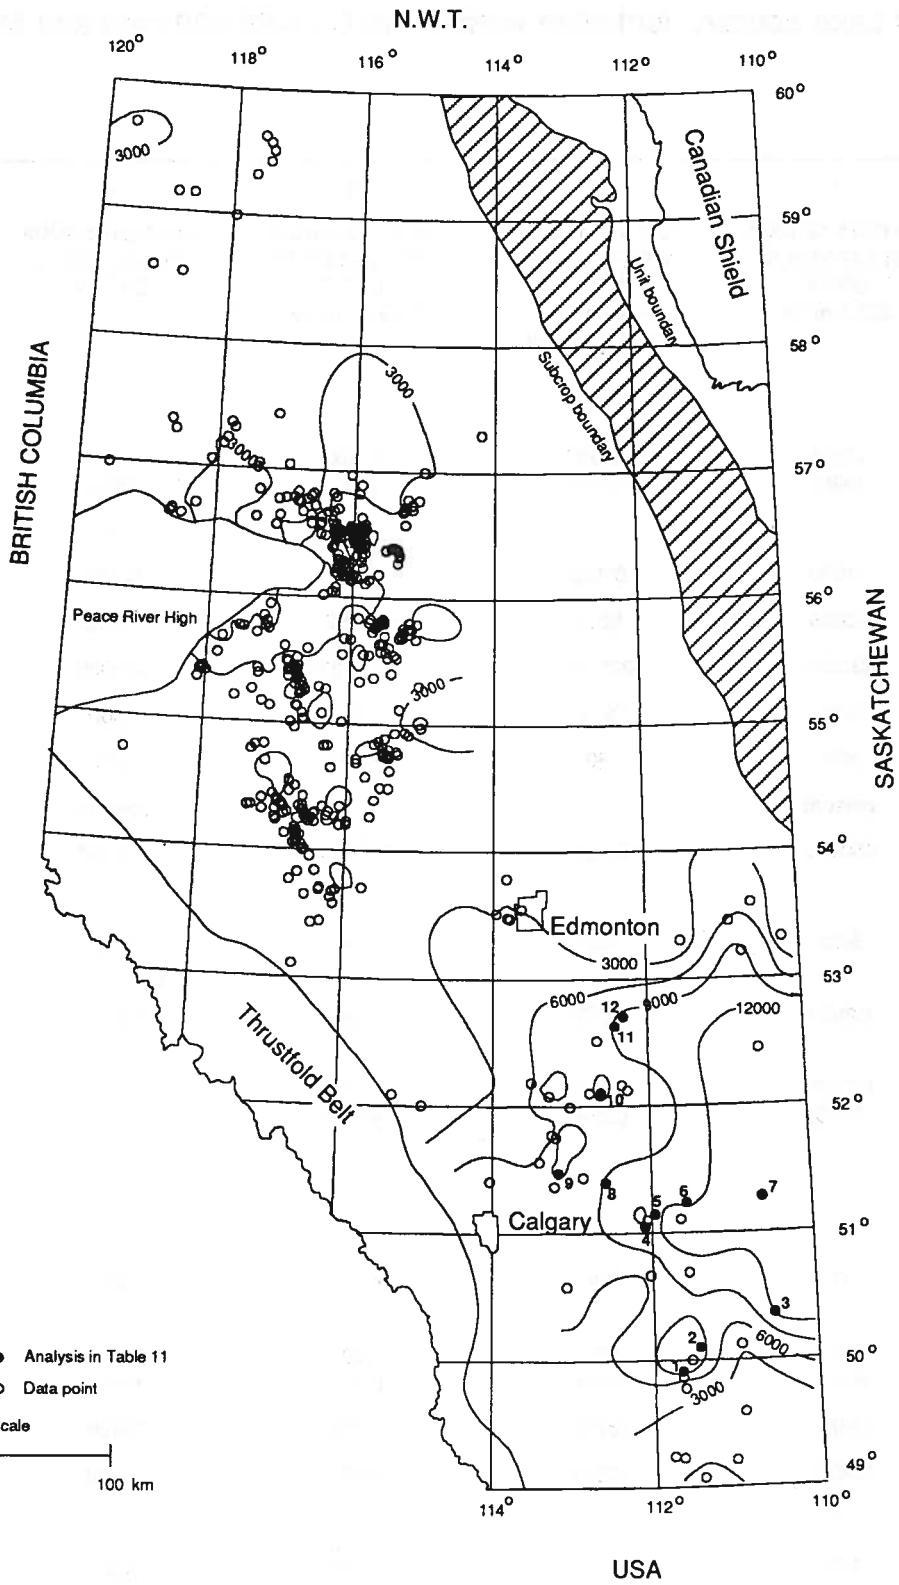 N.W.T.
120° 118° 116° 114° 112° 110°
60°
3000
Canadian Shield
59°
Unit boundary
58°
Subcrop boundary
BRITISH COLUMBIA
3000
3000
57°
Peace River High
56°
SASKATCHEWAN
3000
55°
54°
Edmonton
3000
53°
6000 9000 12000
12
11
Thrustfold Belt
10
52°
9 8 5 6 7
Calgary
4
51°
3
2
6000
1
50°
3000
Analysis in Table 11
Data point
cale
100 km
49°
114° 112° 110°
USA